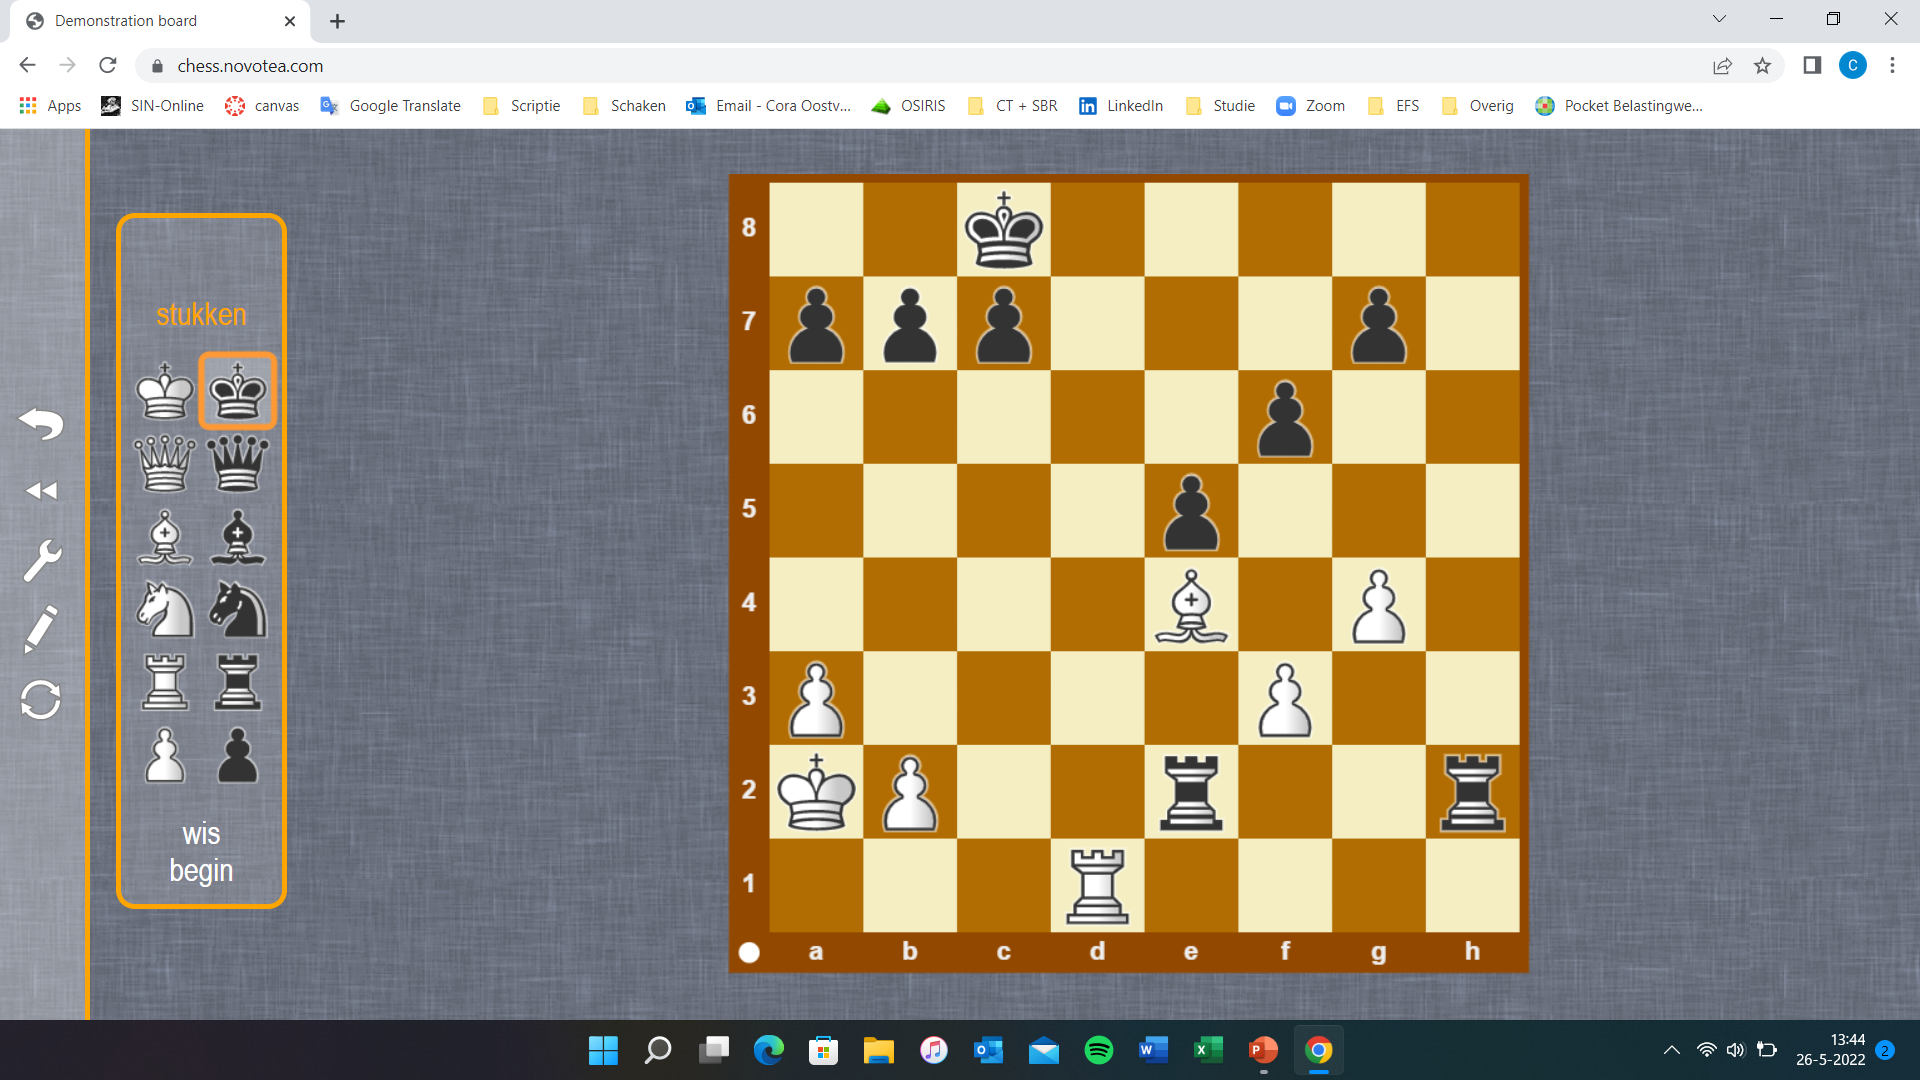 Demonstration board
chess.novotea.com
C
Apps SIN-Online canvas Google Translate Scriptie Schaken Email - Cora Oostv... OSIRIS CT + SBR LinkedIn Studie Zoom EFS Overig Pocket Belastingwe...
stukken
wis
begin
8
7
6
5
4
3
2
1
a b c d e f g h
13:44
26-5-2022
2